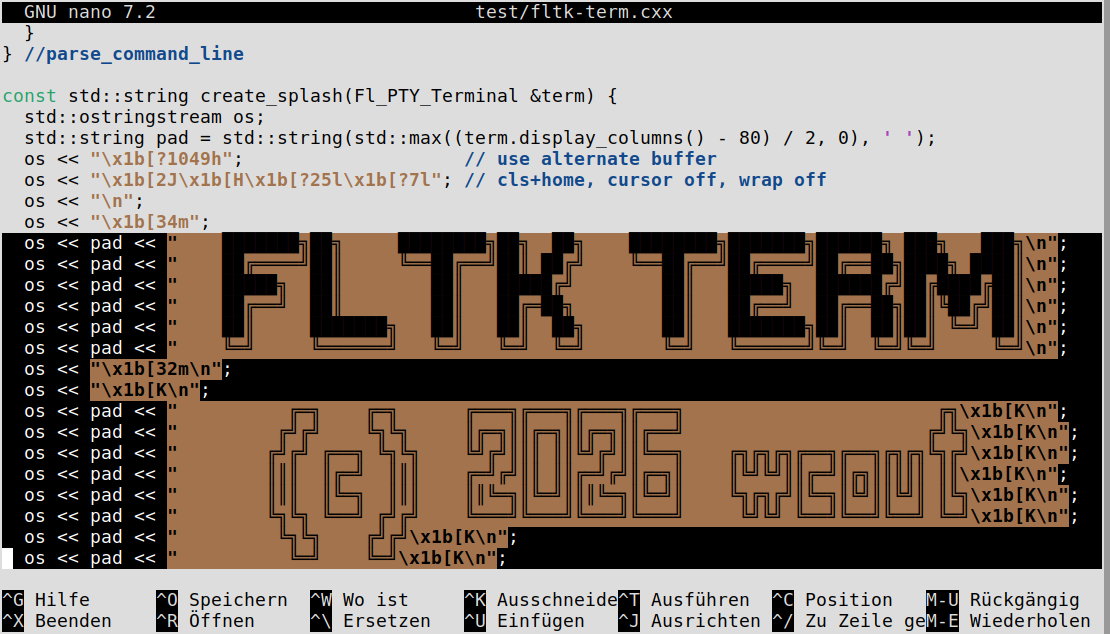 GNU nano 7.2 test/fltk-term.cxx
}
} //parse_command_line
const std::string create_splash(Fl_PTY_Terminal &term) {
std::ostringstream os;
std::string pad = std::string(std::max((term.display_columns() - 80) / 2, 0), ' ');
os << "\x1b[?1049h"; // use alternate buffer
os << "\x1b[2J\x1b[H\x1b[?25l\x1b[?7l"; // cls+home, cursor off, wrap off
os << "\n";
os << "\x1b[34m";
os << pad << " \n";
os << pad << " \n";
os << pad << " FLTK TERM \n";
os << pad << " \n";
os << pad << " \n";
os << pad << " \n";
os << "\x1b[32m\n";
os << "\x1b[K\n";
os << pad << " \x1b[K\n";
os << pad << " \x1b[K\n";
os << pad << " \x1b[K\n";
os << pad << " (c) 2026 wcout \x1b[K\n";
os << pad << " \x1b[K\n";
os << pad << " \x1b[K\n";
os << pad << " \x1b[K\n";
os << pad << " \x1b[K\n";
^G Hilfe ^O Speichern ^W Wo ist ^K Ausschneide ^T Ausführen ^C Position M-U Rückgängig
^X Beenden ^R Öffnen ^\ Ersetzen ^U Einfügen ^J Ausrichten ^/ Zu Zeile ge M-E Wiederholen